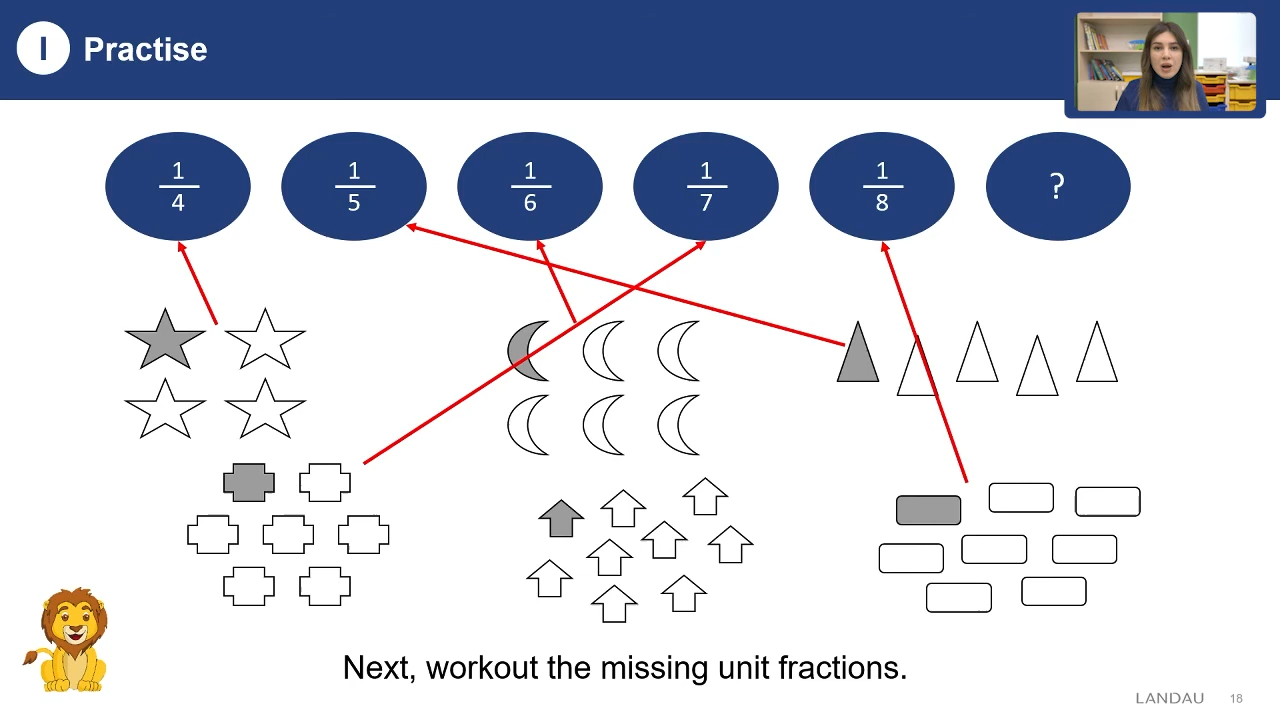 I Practise
1/4 1/5 1/6 1/7 1/8 ?
Next, workout the missing unit fractions.
LANDAU 18